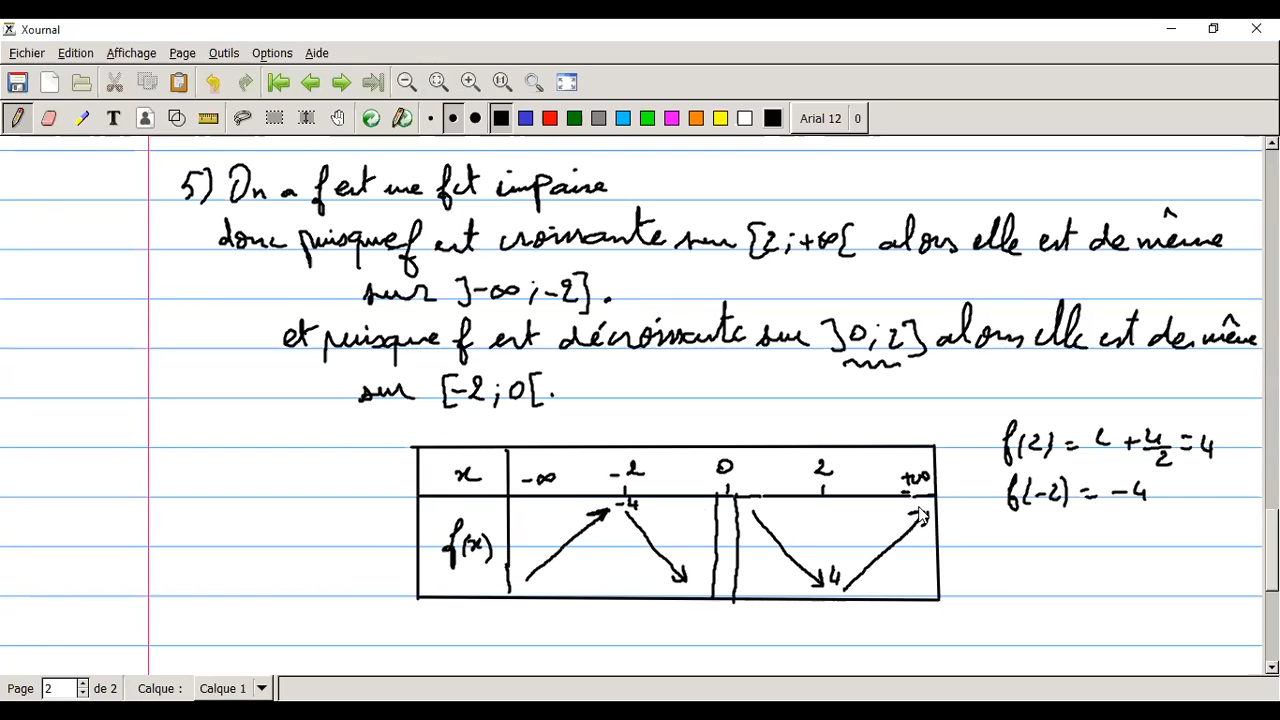 Xournal
Fichier Edition Affichage Page Outils Options Aide
Arial 12 0
5) On a f est une fct impaire
donc puisque f est croissante sur [2 ; +∞[ alors elle est de même
sur ]-∞ ; -2].
et puisque f est décroissante sur ]0 ; 2] alors elle est de même
sur [-2 ; 0[.
f(2) = 2 + 4/2 = 4
f(-2) = -4
x -∞ -2 0 2 +∞
f(x) -4 4
Page 2 de 2 Calque : Calque 1